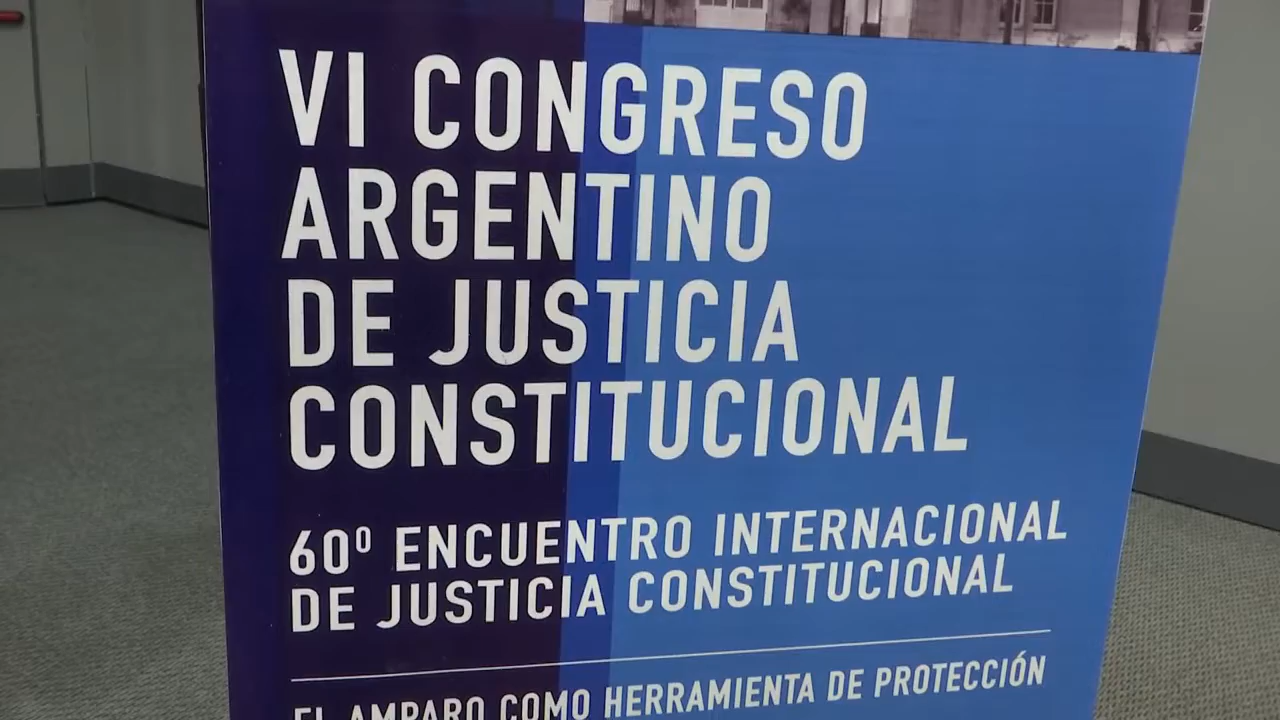 VI CONGRESO
ARGENTINO
DE JUSTICIA
CONSTITUCIONAL
60º ENCUENTRO INTERNACIONAL
DE JUSTICIA CONSTITUCIONAL
EL AMPARO COMO HERRAMIENTA DE PROTECCIÓN